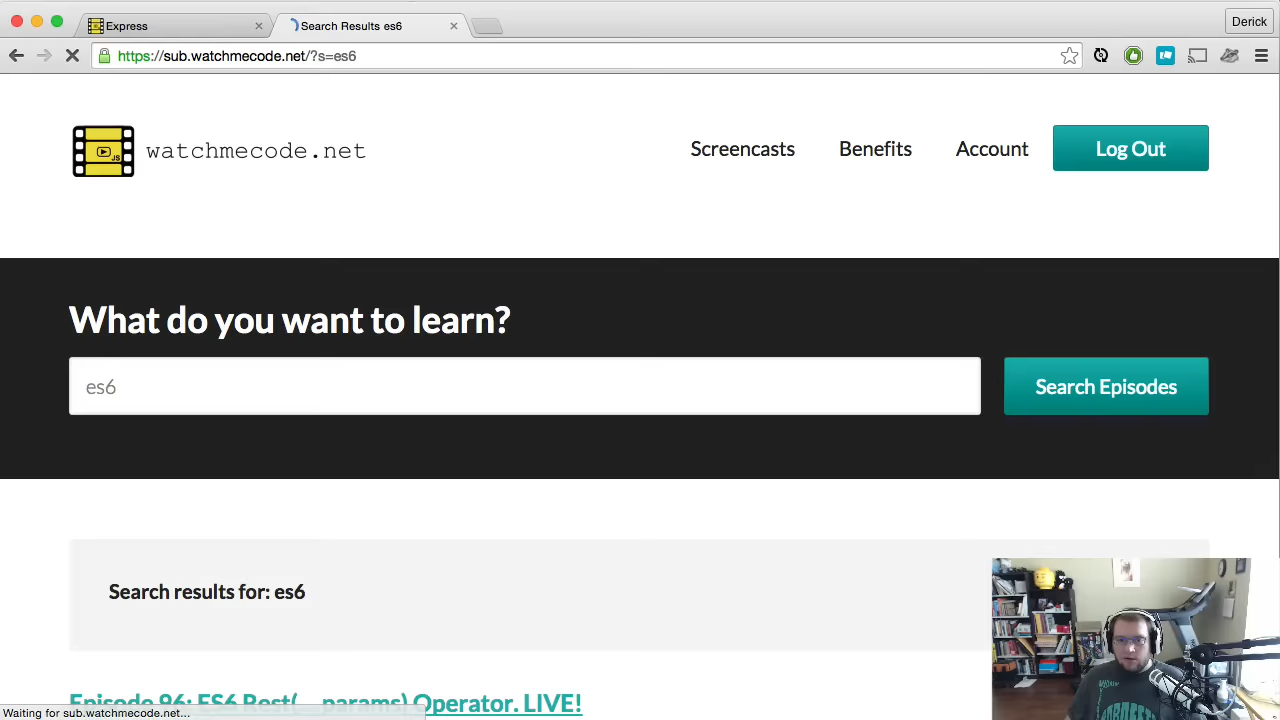 Express
Search Results es6
Derick
https://sub.watchmecode.net/?s=es6
JS
watchmecode.net
Screencasts
Benefits
Account
Log Out
What do you want to learn?
es6
Search Episodes
Search results for: es6
Episode 96: ES6 Rest(...params) Operator. LIVE!
Waiting for sub.watchmecode.net...